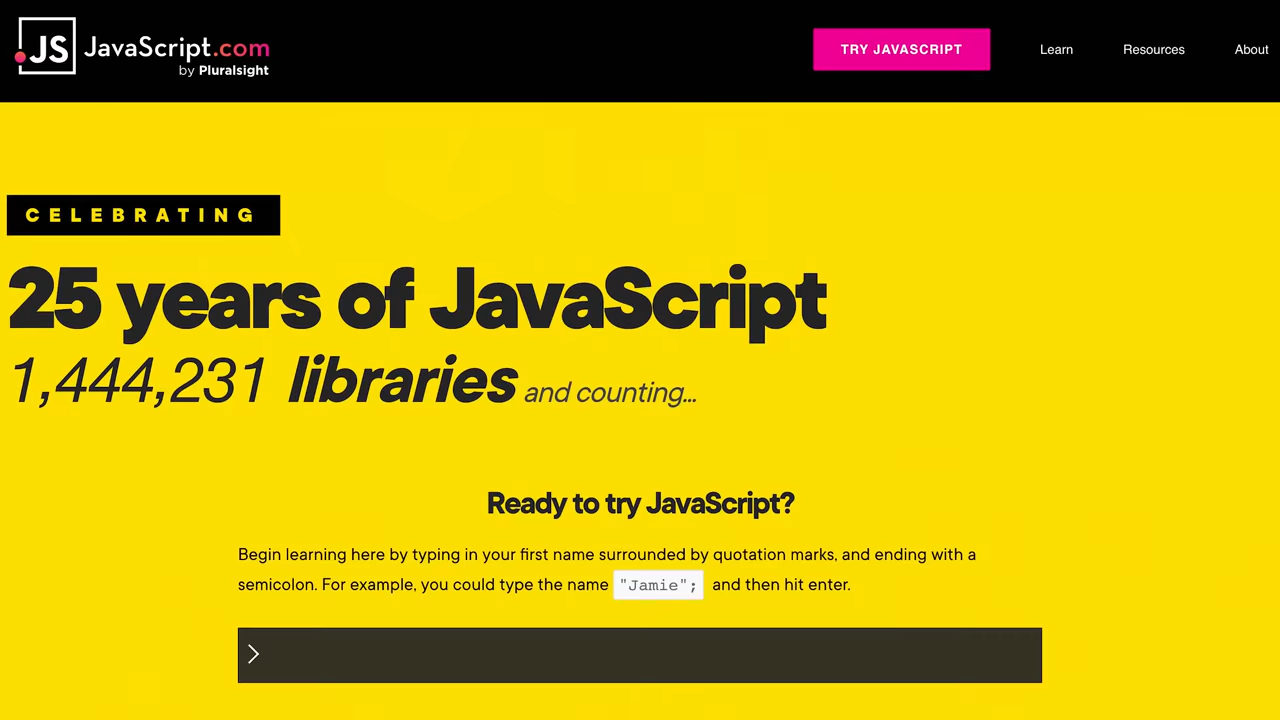 JS JavaScript.com
by Pluralsight
TRY JAVASCRIPT
Learn
Resources
About
CELEBRATING
25 years of JavaScript
1,444,231 libraries and counting...
Ready to try JavaScript?
Begin learning here by typing in your first name surrounded by quotation marks, and ending with a
semicolon. For example, you could type the name "Jamie"; and then hit enter.